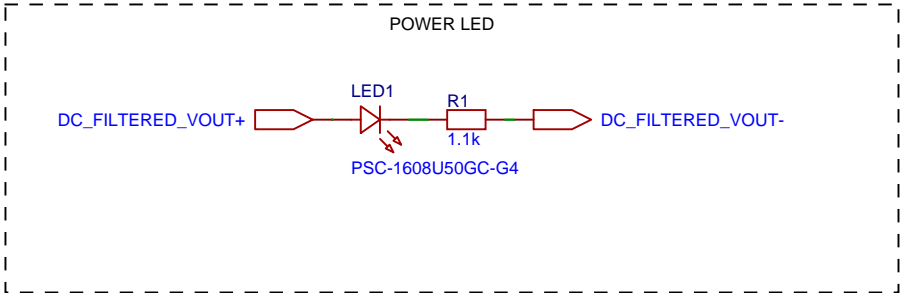 POWER LED
LED1
R1
DC_FILTERED_VOUT+
DC_FILTERED_VOUT-
1.1k
PSC-1608U50GC-G4